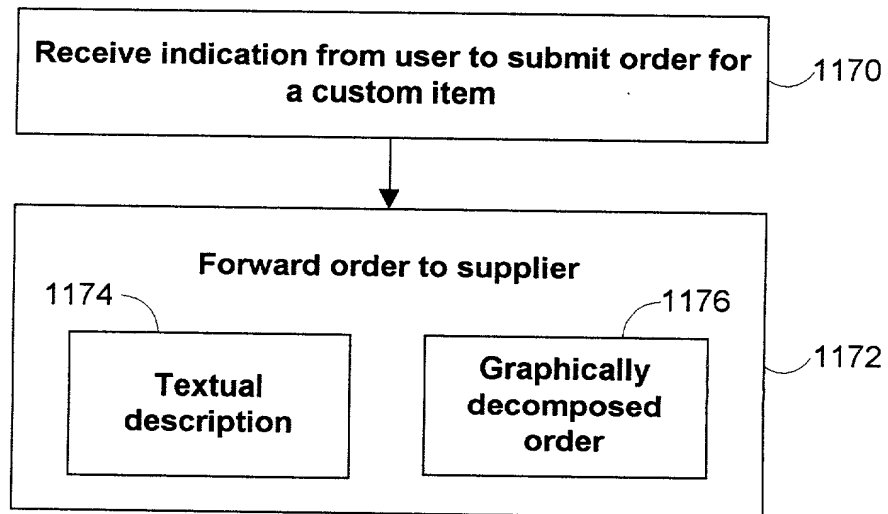 Receive indication from user to submit order for
a custom item
1170
Forward order to supplier
1174
1176
1172
Textual
description
Graphically
decomposed
order